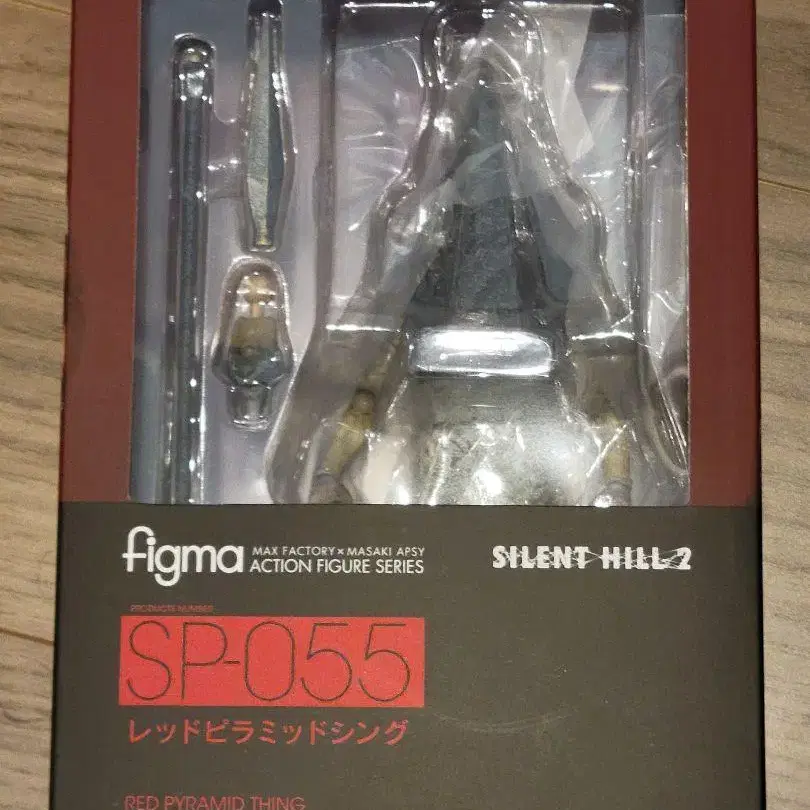 figma
MAX FACTORY × MASAKI APSY
ACTION FIGURE SERIES
SILENT HILL 2
PRODUCTS NUMBER
SP-055
レッドピラミッドシング
RED PYRAMID THING